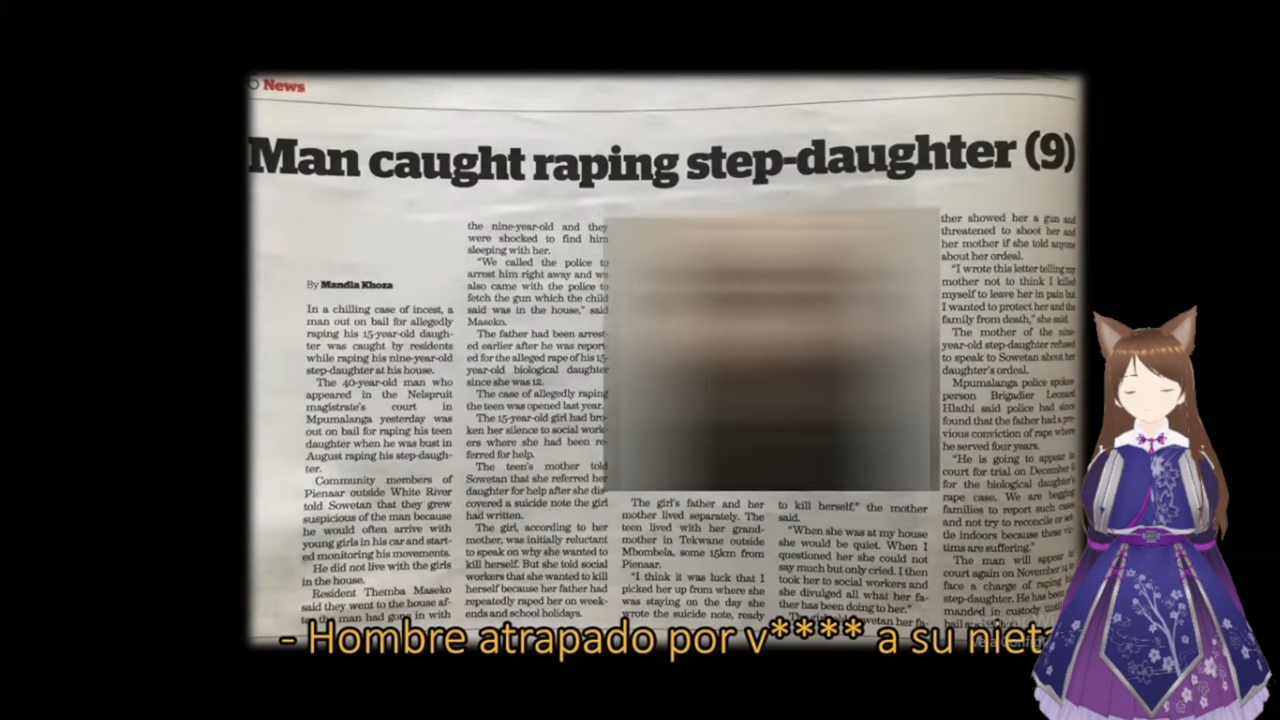 News
Man caught raping step-daughter (9)
By Mandla Khoza
In a chilling case of incest, a
man out on bail for allegedly
raping his 15-year-old daugh-
ter was caught by residents
while raping his nine-year-old
step-daughter at his house.
The 40-year-old man who
appeared in the Nelspruit
magistrate's court in
Mpumalanga yesterday was
out on bail for raping his teen
daughter when he was bust in
August raping his step-daugh-
ter.
Community members of
Pienaar outside White River
told Sowetan that they grew
suspicious of the man because
he would often arrive with
young girls in his car and start-
ed monitoring his movements.
He did not live with the girls
in the house.
Resident Themba Maseko
said they went to the house af-
ter the man had gone in with
the nine-year-old and they
were shocked to find him
sleeping with her.
"We called the police to
arrest him right away and we
also came with the police to
fetch the gun which the child
said was in the house," said
Maseko.
The father had been arrest-
ed earlier after he was report-
ed for the alleged rape of his 15-
year-old biological daughter
since she was 12.
The case of allegedly raping
the teen was opened last year.
The 15-year-old girl had bro-
ken her silence to social work-
ers where she had been re-
ferred for help.
The teen's mother told
Sowetan that she referred her
daughter for help after she dis-
covered a suicide note the girl
had written.
The girl, according to her
mother, was initially reluctant
to speak on why she wanted to
kill herself. But she told social
workers that she wanted to kill
herself because her father had
repeatedly raped her on week-
ends and school holidays.
The girl's father and her
mother lived separately. The
teen lived with her grand-
mother in Tekwane outside
Mbombela, some 15km from
Pienaar.
"I think it was luck that I
picked her up from where she
was staying on the day she
wrote the suicide note, ready
to kill herself," the mother
said.
"When she was at my house
she would be quiet. When I
questioned her she could not
say much but only cried. I then
took her to social workers and
she divulged all what her fa-
ther has been doing to her."
Sowetan her fa-
ther showed her a gun and
threatened to shoot her and
her mother if she told anyone
about her ordeal.
"I wrote this letter telling my
mother not to think I killed
myself to leave her in pain but
I wanted to protect her and the
family from death," she said.
The mother of the nine-
year-old step-daughter refused
to speak to Sowetan about her
daughter's ordeal.
Mpumalanga police spokes-
person Brigadier Leonard
Hlathi said police had since
found that the father had a pre-
vious conviction of rape where
he served four years.
"He is going to appear in
court for trial on December 6
for the biological daughter's
rape case. We are begging
families to report such cases
and not try to reconcile or set-
tle indoors because these vic-
tims are suffering."
The man will appear in
court again on November 14 to
face a charge of raping his
step-daughter. He has been re-
manded in custody until
- Hombre atrapado por v**** a su nieta